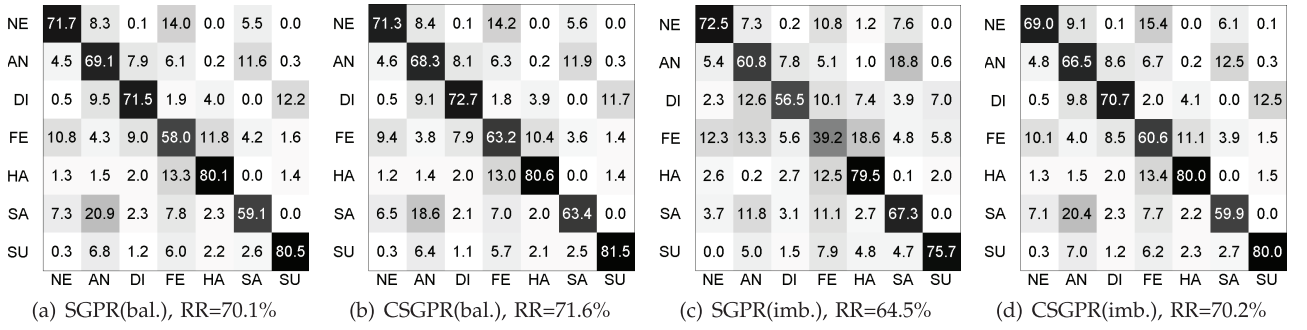 NE 71.7 8.3 0.1 14.0 0.0 5.5 0.0
AN 4.5 69.1 7.9 6.1 0.2 11.6 0.3
DI 0.5 9.5 71.5 1.9 4.0 0.0 12.2
FE 10.8 4.3 9.0 58.0 11.8 4.2 1.6
HA 1.3 1.5 2.0 13.3 80.1 0.0 1.4
SA 7.3 20.9 2.3 7.8 2.3 59.1 0.0
SU 0.3 6.8 1.2 6.0 2.2 2.6 80.5
NE AN DI FE HA SA SU
(a) SGPR(bal.), RR=70.1%
NE 71.3 8.4 0.1 14.2 0.0 5.6 0.0
AN 4.6 68.3 8.1 6.3 0.2 11.9 0.3
DI 0.5 9.1 72.7 1.8 3.9 0.0 11.7
FE 9.4 3.8 7.9 63.2 10.4 3.6 1.4
HA 1.2 1.4 2.0 13.0 80.6 0.0 1.4
SA 6.5 18.6 2.1 7.0 2.0 63.4 0.0
SU 0.3 6.4 1.1 5.7 2.1 2.5 81.5
NE AN DI FE HA SA SU
(b) CSGPR(bal.), RR=71.6%
NE 72.5 7.3 0.2 10.8 1.2 7.6 0.0
AN 5.4 60.8 7.8 5.1 1.0 18.8 0.6
DI 2.3 12.6 56.5 10.1 7.4 3.9 7.0
FE 12.3 13.3 5.6 39.2 18.6 4.8 5.8
HA 2.6 0.2 2.7 12.5 79.5 0.1 2.0
SA 3.7 11.8 3.1 11.1 2.7 67.3 0.0
SU 0.0 5.0 1.5 7.9 4.8 4.7 75.7
NE AN DI FE HA SA SU
(c) SGPR(imb.), RR=64.5%
NE 69.0 9.1 0.1 15.4 0.0 6.1 0.1
AN 4.8 66.5 8.6 6.7 0.2 12.5 0.3
DI 0.5 9.8 70.7 2.0 4.1 0.0 12.5
FE 10.1 4.0 8.5 60.6 11.1 3.9 1.5
HA 1.3 1.5 2.0 13.4 80.0 0.0 1.5
SA 7.1 20.4 2.3 7.7 2.2 59.9 0.0
SU 0.3 7.0 1.2 6.2 2.3 2.7 80.0
NE AN DI FE HA SA SU
(d) CSGPR(imb.), RR=70.2%